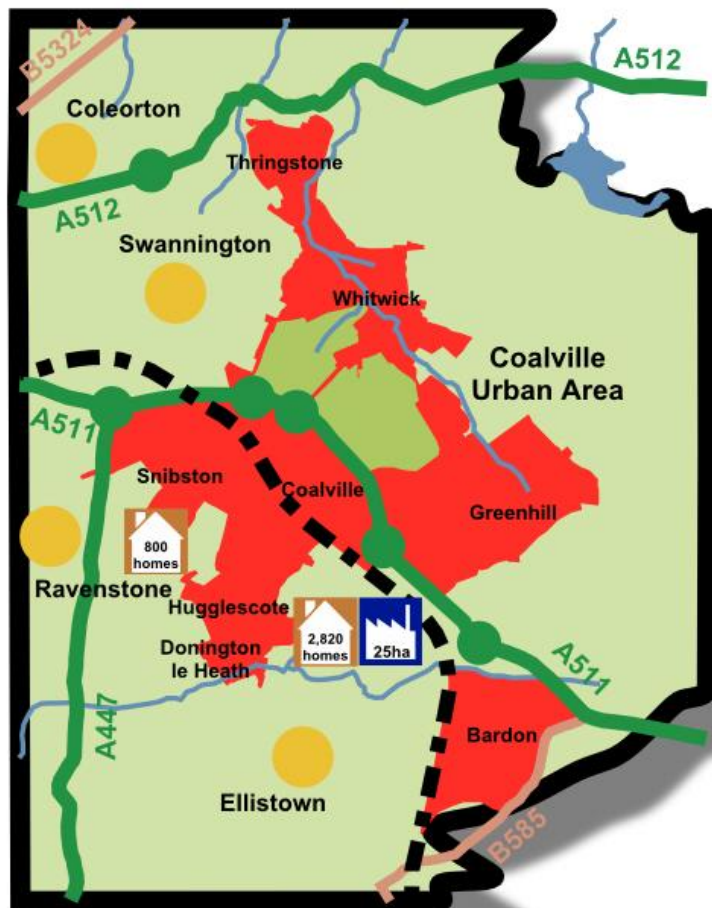 B5324
A512
Coleorton
Thringstone
A512
Swannington
Whitwick
Coalville
Urban Area
A511
Snibston
Coalville
Greenhill
800
homes
Ravenstone
Hugglescote
2,820
homes
25ha
Donington
le Heath
A511
A447
Bardon
Ellistown
B585